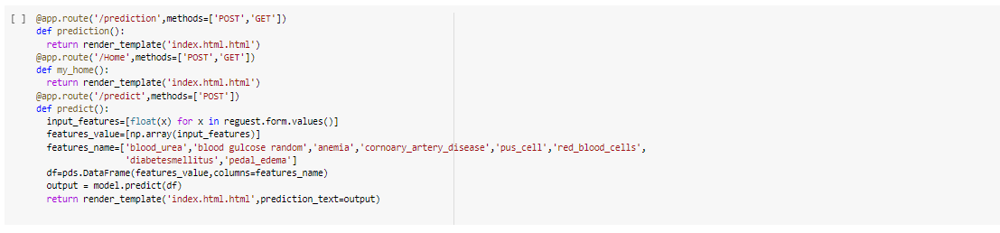 [ ] @app.route('/prediction',methods=['POST','GET'])
def prediction():
return render_template('index.html.html')
@app.route('/Home',methods=['POST','GET'])
def my_home():
return render_template('index.html.html')
@app.route('/predict',methods=['POST'])
def predict():
input_features=[float(x) for x in reguest.form.values()]
features_value=[np.array(input_features)]
features_name=['blood_urea','blood gulcose random','anemia','cornoary_artery_disease','pus_cell','red_blood_cells',
'diabetesmellitus','pedal_edema']
df=pds.DataFrame(features_value,columns=features_name)
output = model.predict(df)
return render_template('index.html.html',prediction_text=output)